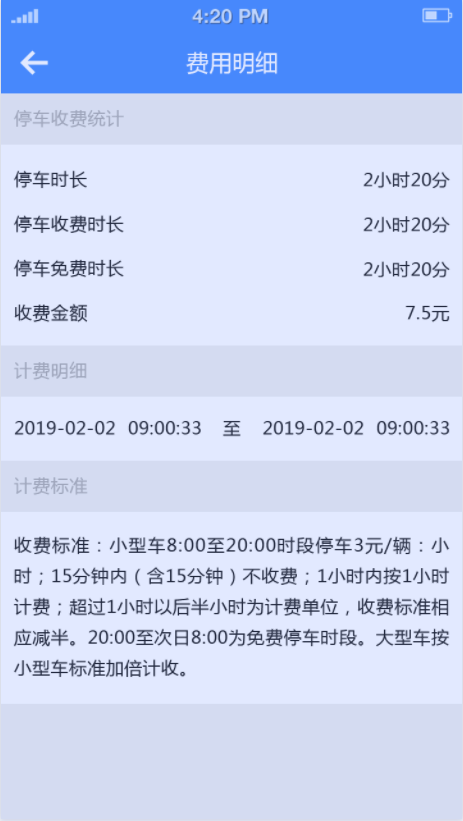 4:20 PM
费用明细
停车收费统计
停车时长 2小时20分
停车收费时长 2小时20分
停车免费时长 2小时20分
收费金额 7.5元
计费明细
2019-02-02 09:00:33 至 2019-02-02 09:00:33
计费标准
收费标准：小型车8:00至20:00时段停车3元/辆：小
时；15分钟内（含15分钟）不收费；1小时内按1小时
计费；超过1小时以后半小时为计费单位，收费标准相
应减半。20:00至次日8:00为免费停车时段。大型车按
小型车标准加倍计收。